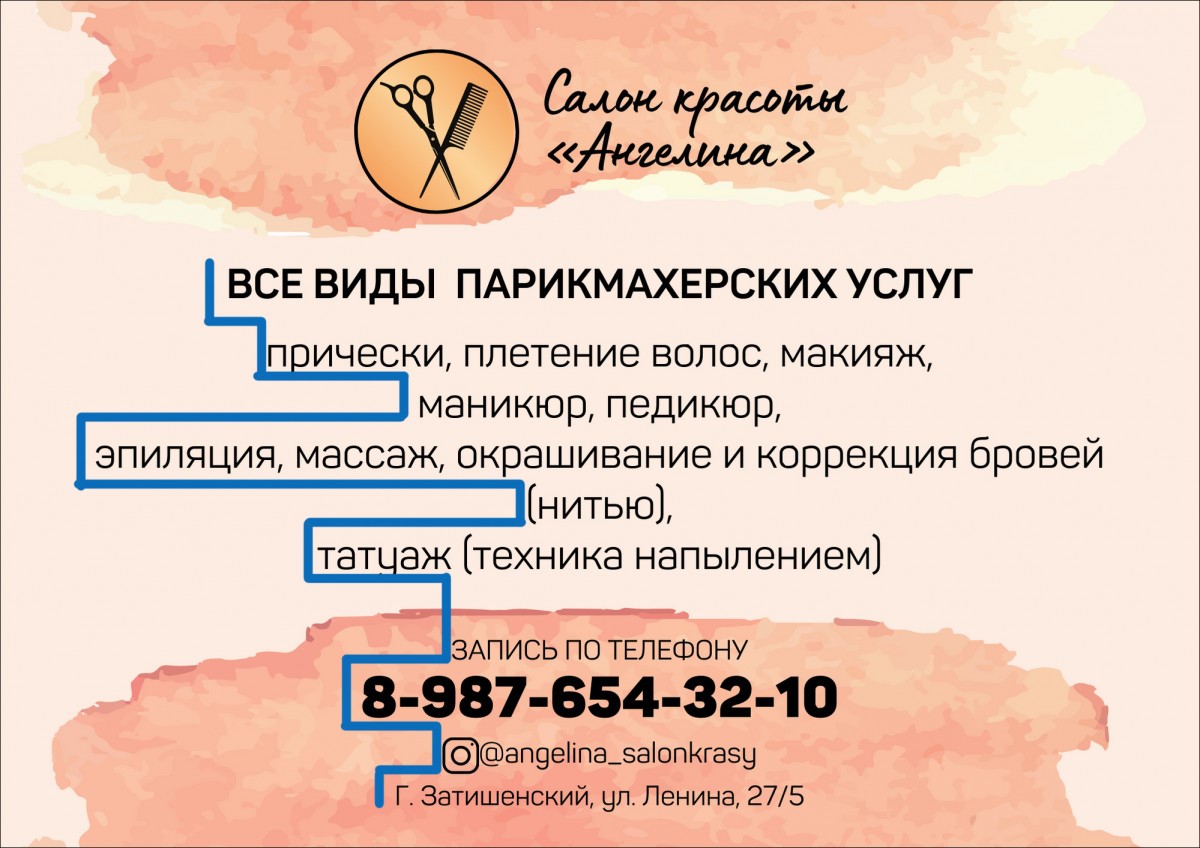 Салон красоты
«Ангелина»
ВСЕ ВИДЫ ПАРИКМАХЕРСКИХ УСЛУГ
прически, плетение волос, макияж,
маникюр, педикюр,
эпиляция, массаж, окрашивание и коррекция бровей
(нитью),
татуаж (техника напылением)
ЗАПИСЬ ПО ТЕЛЕФОНУ
8-987-654-32-10
@angelina_salonkrasy
Г. Затишенский, ул. Ленина, 27/5